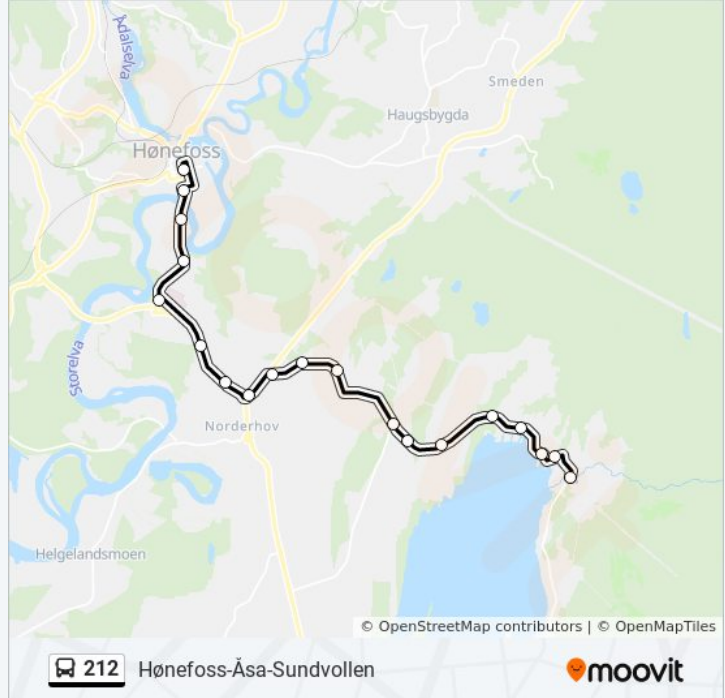 Ådalselva
Smeden
Haugsbygda
Hønefoss
Storelva
Norderhov
Helgelandsmoen
© OpenStreetMap contributors | © OpenMapTiles
212 Hønefoss-Åsa-Sundvollen
moovit